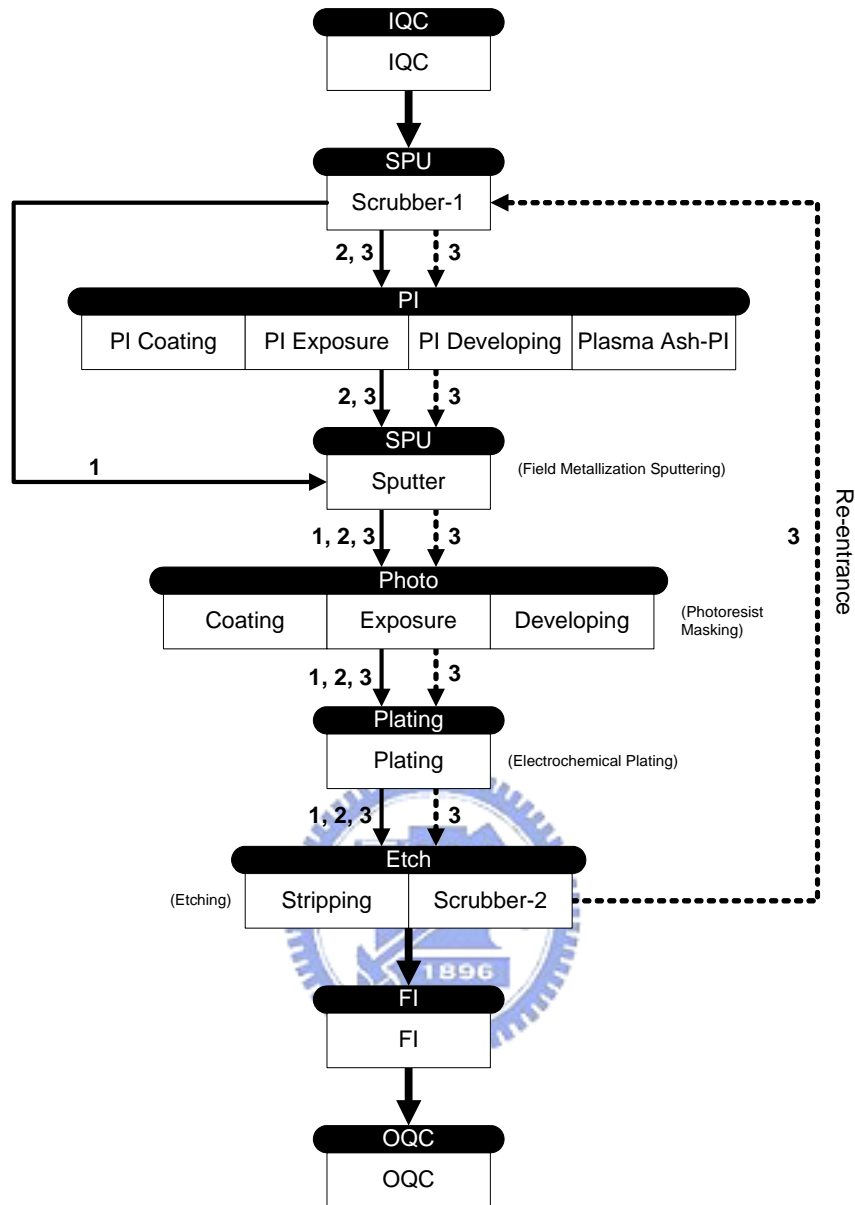 IQC
IQC
SPU
Scrubber-1
2, 3
3
PI
PI Coating
PI Exposure
PI Developing
Plasma Ash-PI
2, 3
3
SPU
1
Sputter
(Field Metallization Sputtering)
1, 2, 3
3
3
Re-entrance
Photo
Coating
Exposure
Developing
(Photoresist
Masking)
1, 2, 3
3
Plating
Plating
(Electrochemical Plating)
1, 2, 3
3
Etch
(Etching)
Stripping
Scrubber-2
1896
FI
FI
OQC
OQC